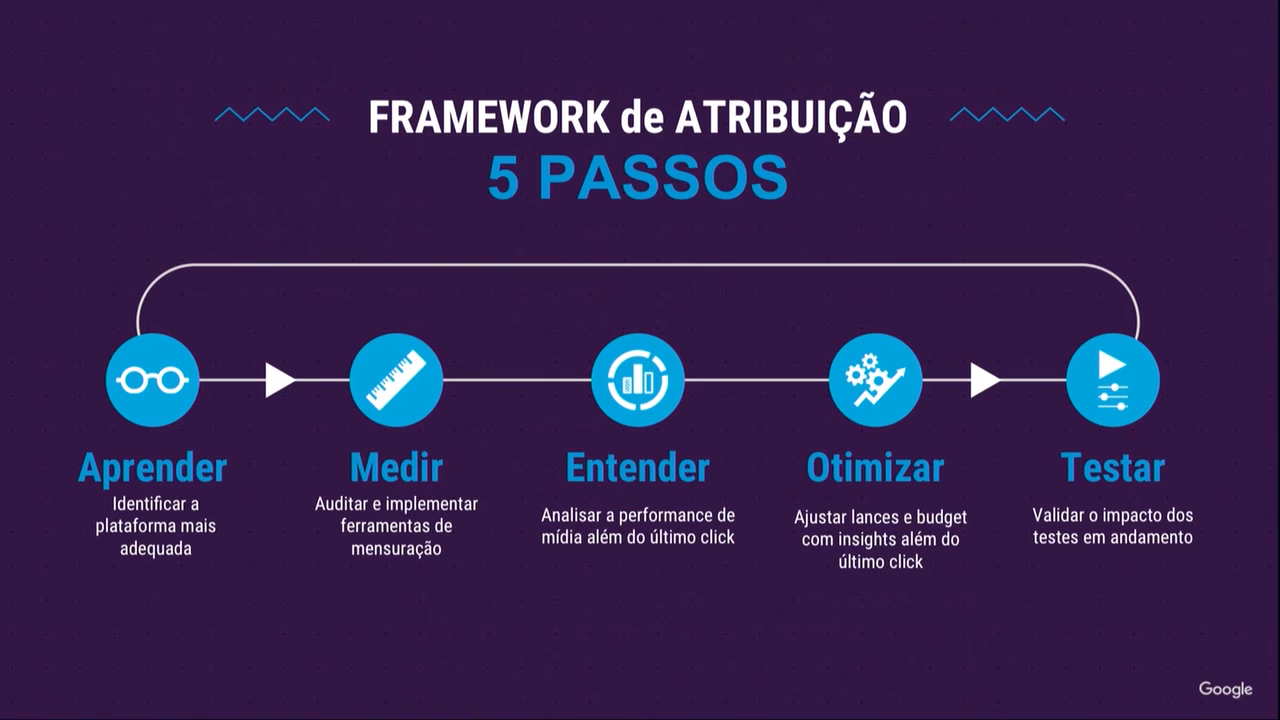 FRAMEWORK de ATRIBUIÇÃO
5 PASSOS
Aprender
Identificar a
plataforma mais
adequada
Medir
Auditar e implementar
ferramentas de
mensuração
Entender
Analisar a performance de
mídia além do último click
Otimizar
Ajustar lances e budget
com insights além do
último click
Testar
Validar o impacto dos
testes em andamento
Google